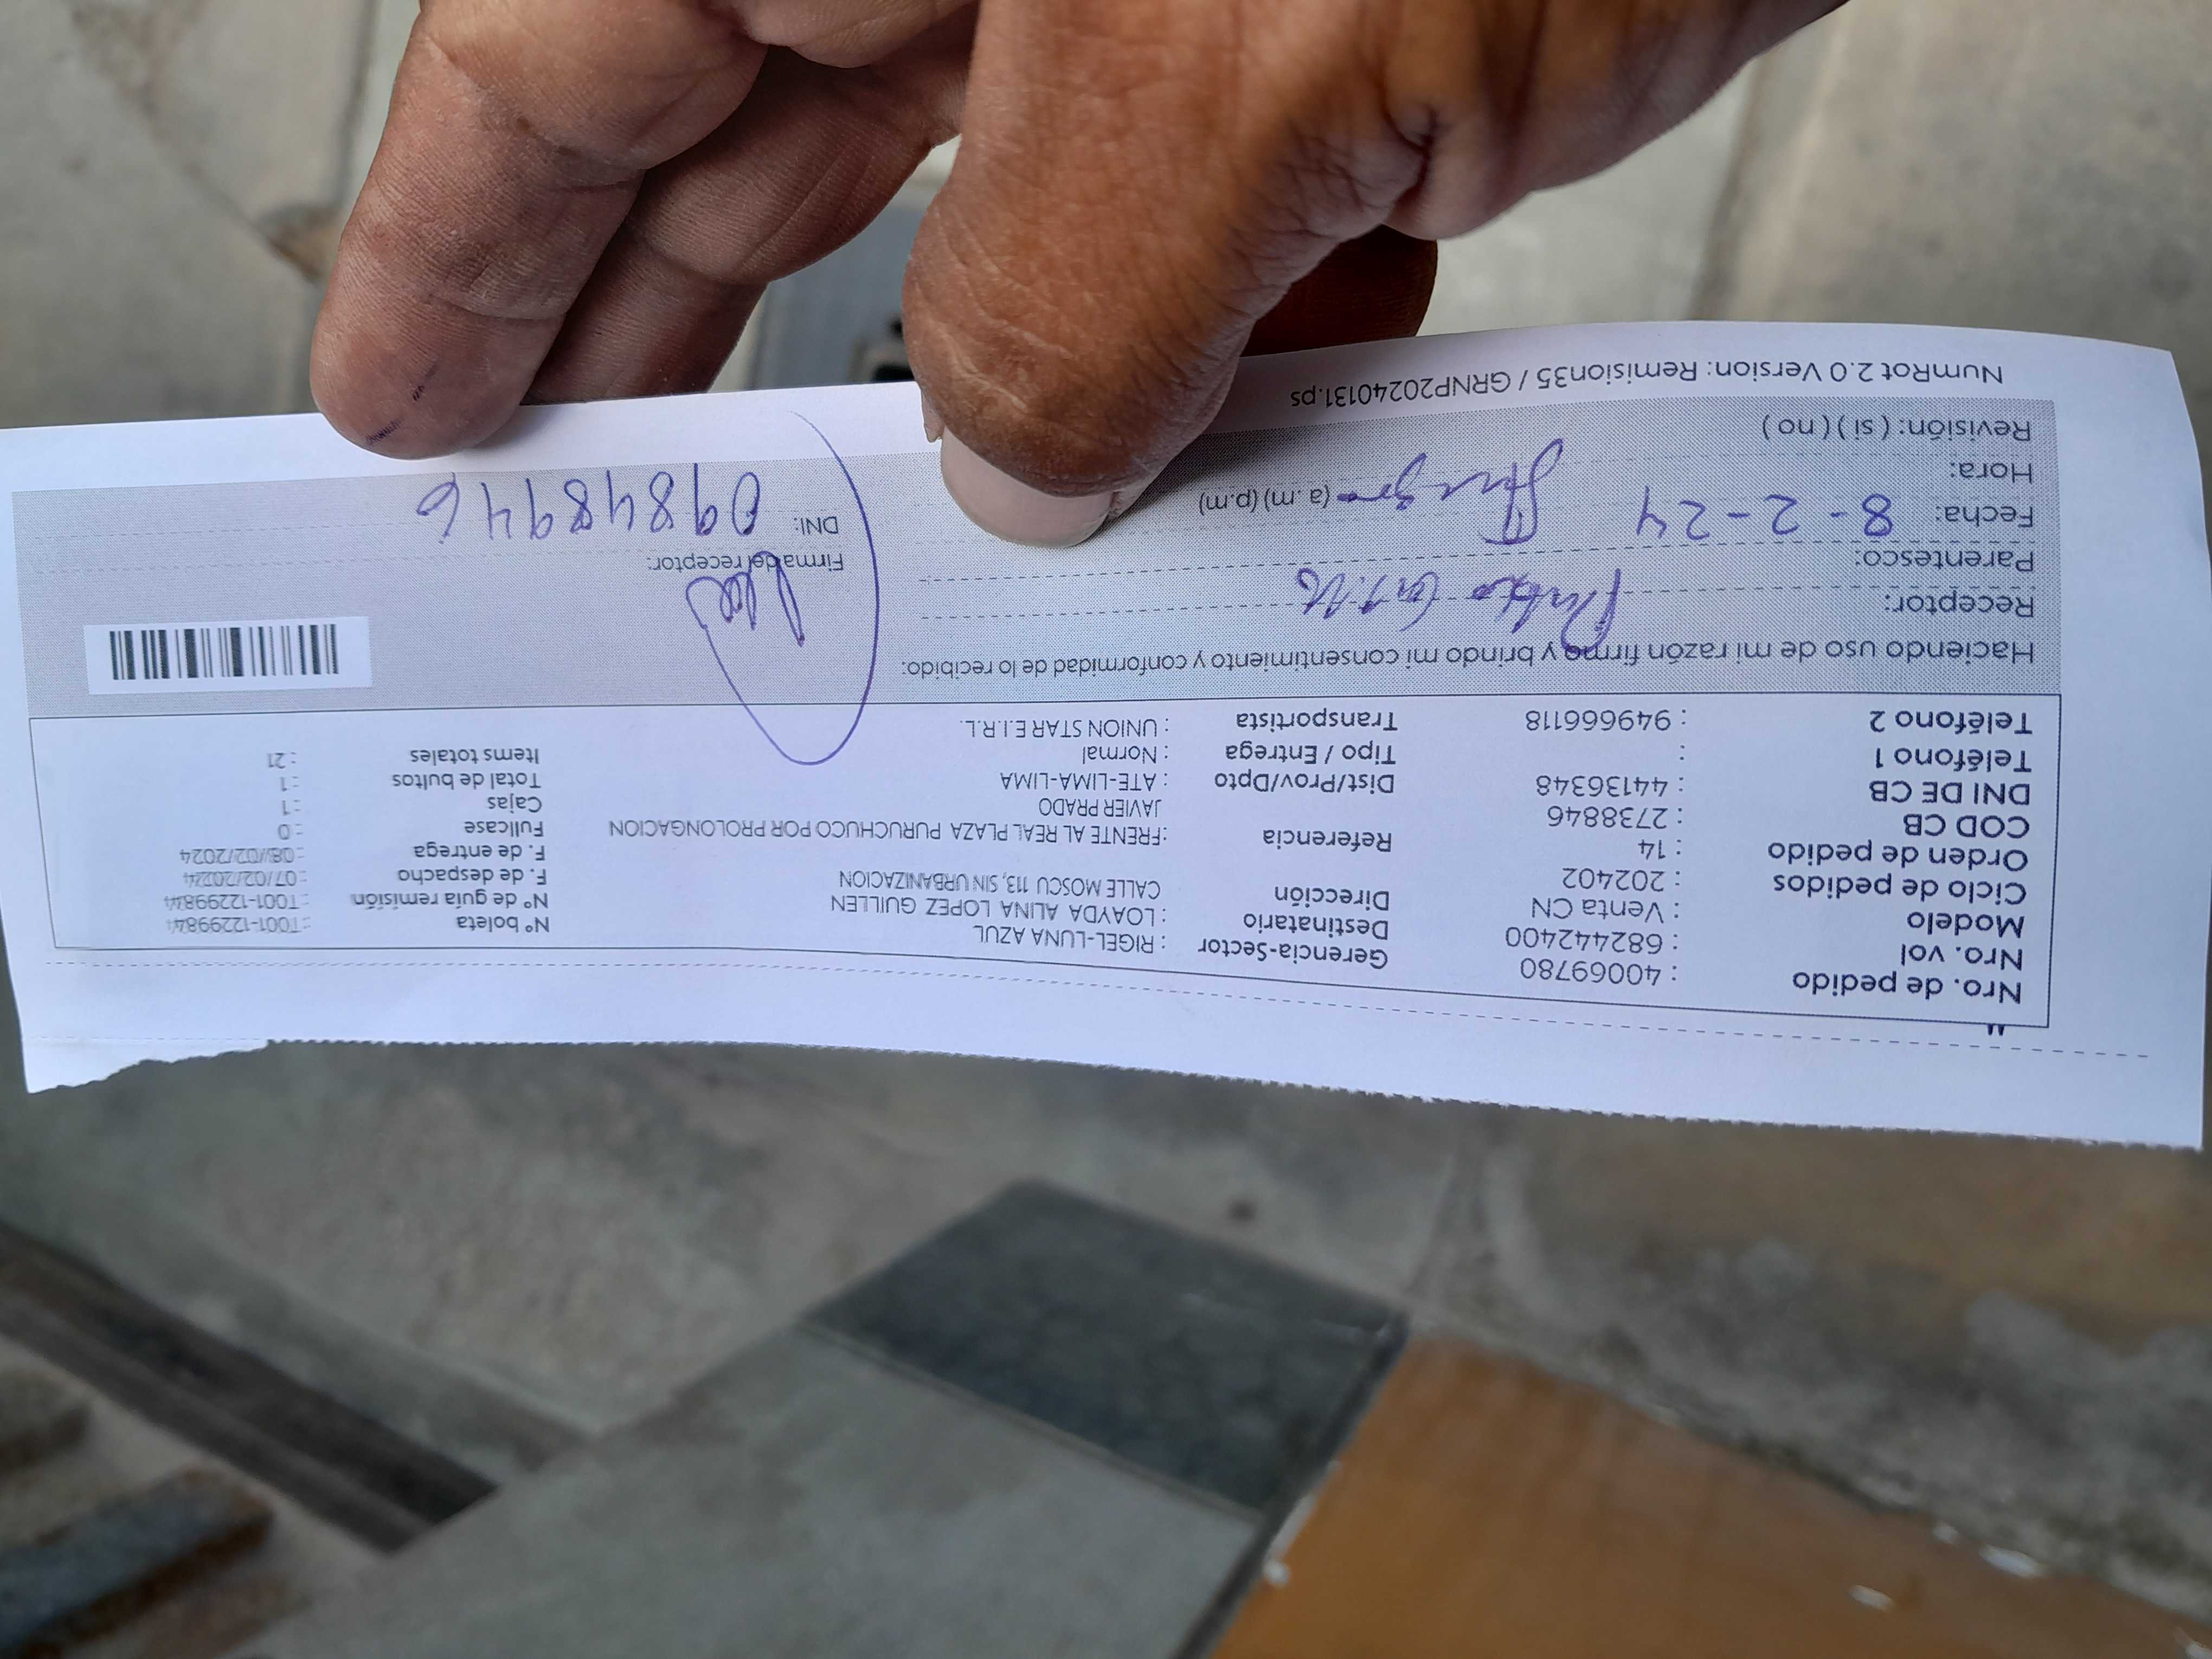 Nro. de pedido : 40069780
Nro. vol : 682442400
Modelo : Venta CN
Ciclo de pedidos : 202402
Orden de pedido : 14
COD CB : 2738846
DNI DE CB : 44136348
Teléfono 1 :
Teléfono 2 : 949666118
Gerencia-Sector : RIGEL-LUNA AZUL
Destinatario : LOAYDA ALINA LOPEZ GUILLEN
Dirección CALLE MOSCU 113, SIN URBANIZACION
Referencia :FRENTE AL REAL PLAZA PURUCHUCO POR PROLONGACION
JAVIER PRADO
Dist/Prov/Dpto : ATE-LIMA-LIMA
Tipo / Entrega : Normal
Transportista : UNION STAR E.I.R.L.
N° boleta :T001-12299844
N° de guía remisión :T001-12299844
F. de despacho :07/02/2024
F. de entrega :08/02/2024
Fullcase :0
Cajas :1
Total de bultos :1
Items totales :21
Haciendo uso de mi razón firmo y brindo mi consentimiento y conformidad de lo recibido:
Receptor:
Parentesco:
Fecha: 8-2-24
Hora: (a.m) (p.m)
Revisión: ( si ) ( no )
Firma del receptor:
DNI: 09848946
NumRot 2.0 Version: Remision35 / GRNP20240131.ps